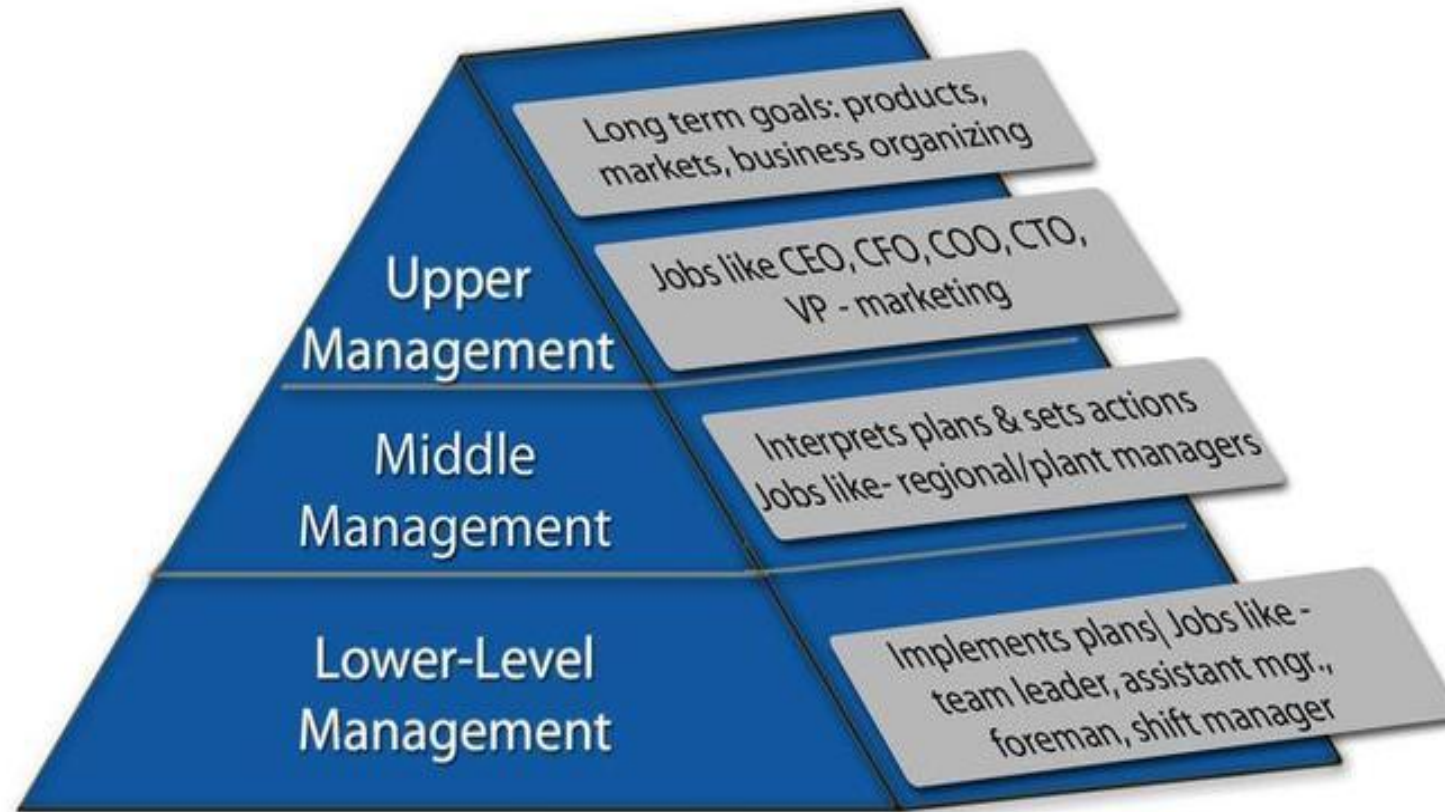 Long term goals: products,
markets, business organizing
Jobs like CEO, CFO, COO, CTO,
VP - marketing
Upper
Management
Interprets plans & sets actions
Jobs like- regional/plant managers
Middle
Management
Implements plans| Jobs like -
team leader, assistant mgr.,
foreman, shift manager
Lower-Level
Management